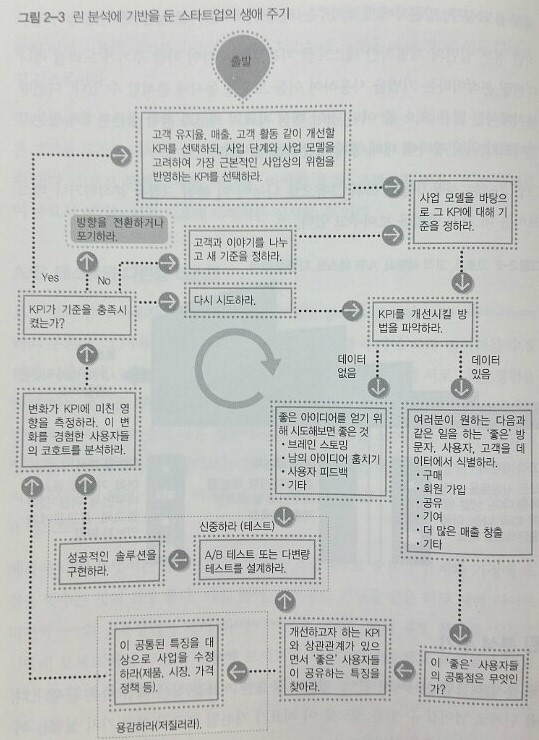 그림 2-3 린 분석에 기반을 둔 스타트업의 생애 주기
출발
고객 유지율, 매출, 고객 활동 같이 개선할
KPI를 선택하되, 사업 단계와 사업 모델을
고려하여 가장 근본적인 사업상의 위험을
반영하는 KPI를 선택하라.
사업 모델을 바탕으
로 그 KPI에 대해 기
준을 정하라.
방향을 전환하거나
포기하라.
고객과 이야기를 나누
고 새 기준을 정하라.
Yes
No
다시 시도하라.
KPI가 기준을 충족시
켰는가?
KPI를 개선시킬 방
법을 파악하라.
데이터
없음
데이터
있음
변화가 KPI에 미친 영
향을 측정하라. 이 변
화를 경험한 사용자들
의 코호트를 분석하라.
좋은 아이디어를 얻기 위
해 시도해보면 좋은 것
• 브레인 스토밍
• 남의 아이디어 훔치기
• 사용자 피드백
• 기타
여러분이 원하는 다음과
같은 일을 하는 '좋은' 방
문자, 사용자, 고객을 데
이터에서 식별하라.
• 구매
• 회원 가입
• 공유
• 기여
• 더 많은 매출 창출
• 기타
신중하라 (테스트)
성공적인 솔루션을
구현하라.
A/B 테스트 또는 다변량
테스트를 설계하라.
이 공통된 특징을 대
상으로 사업을 수정
하라(제품, 시장, 가격
정책 등).
개선하고자 하는 KPI
와 상관관계가 있으
면서 '좋은' 사용자들
이 공유하는 특징을
찾아라.
이 '좋은' 사용자들
의 공통점은 무엇인
가?
용감하라(저질러라).